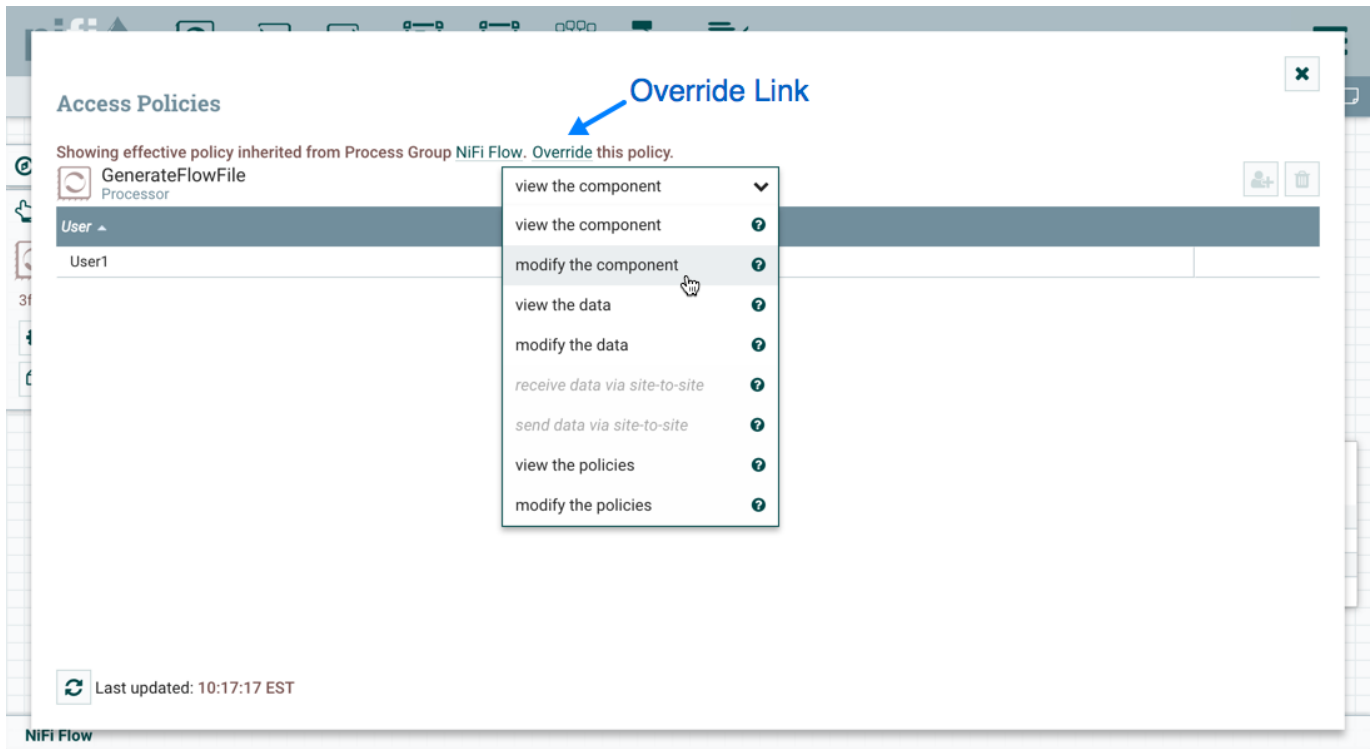 nifi
Override Link
Access Policies
Showing effective policy inherited from Process Group NiFi Flow. Override this policy.
GenerateFlowFile
Processor
view the component
User
view the component
User1
modify the component
view the data
modify the data
receive data via site-to-site
send data via site-to-site
view the policies
modify the policies
3f
Last updated: 10:17:17 EST
NiFi Flow